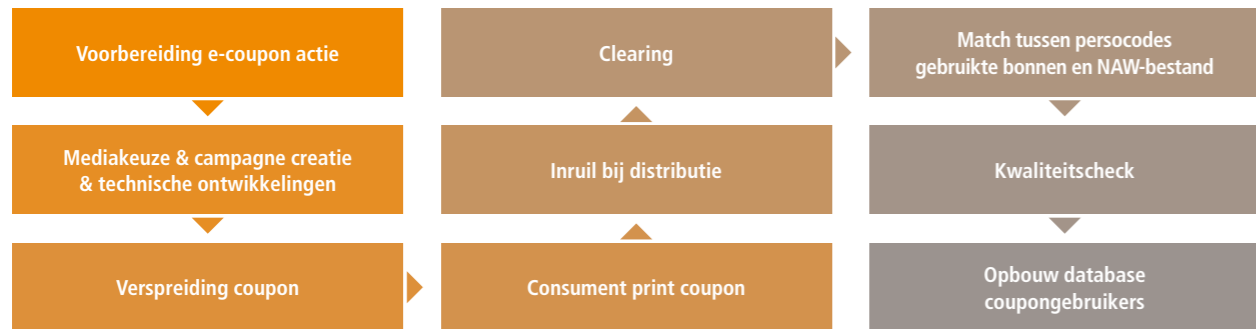 Voorbereiding e-coupon actie
Mediakeuze & campagne creatie
& technische ontwikkelingen
Verspreiding coupon
Consument print coupon
Inruil bij distributie
Clearing
Match tussen persocodes
gebruikte bonnen en NAW-bestand
Kwaliteitscheck
Opbouw database
coupongebruikers